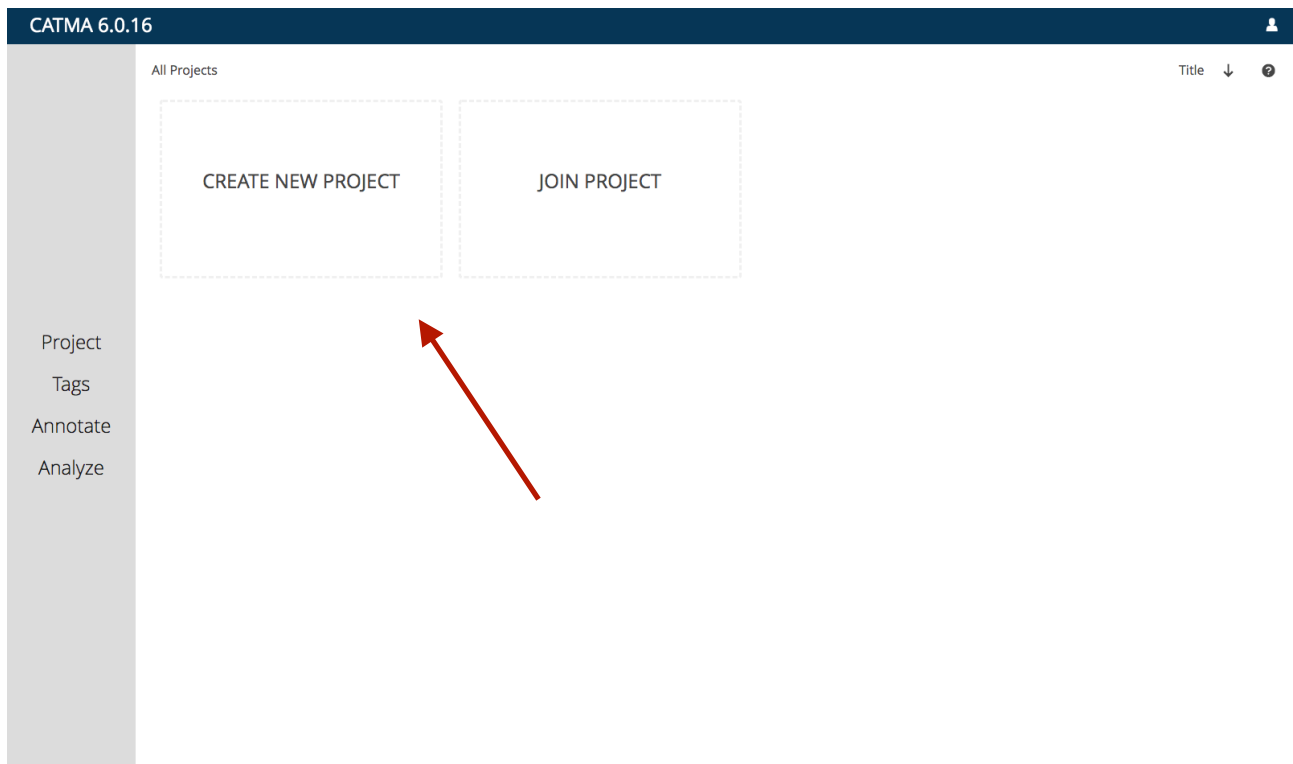 CATMA 6.0.16
All Projects
Title
CREATE NEW PROJECT
JOIN PROJECT
Project
Tags
Annotate
Analyze